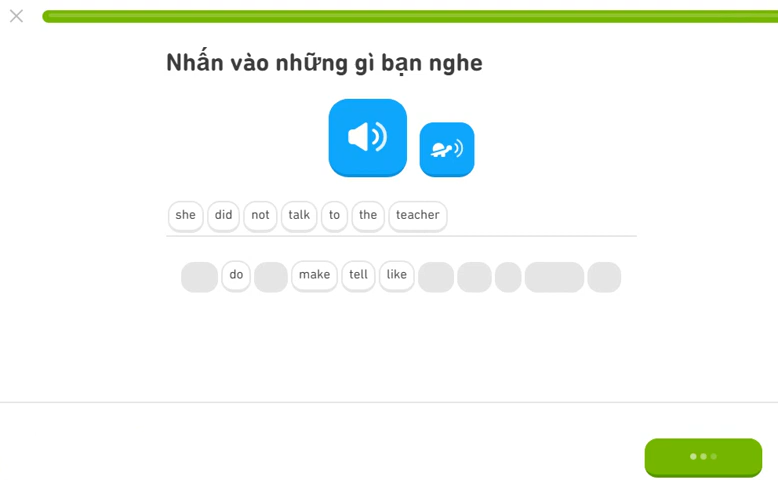 Nhấn vào những gì bạn nghe
she did not talk to the teacher
do make tell like